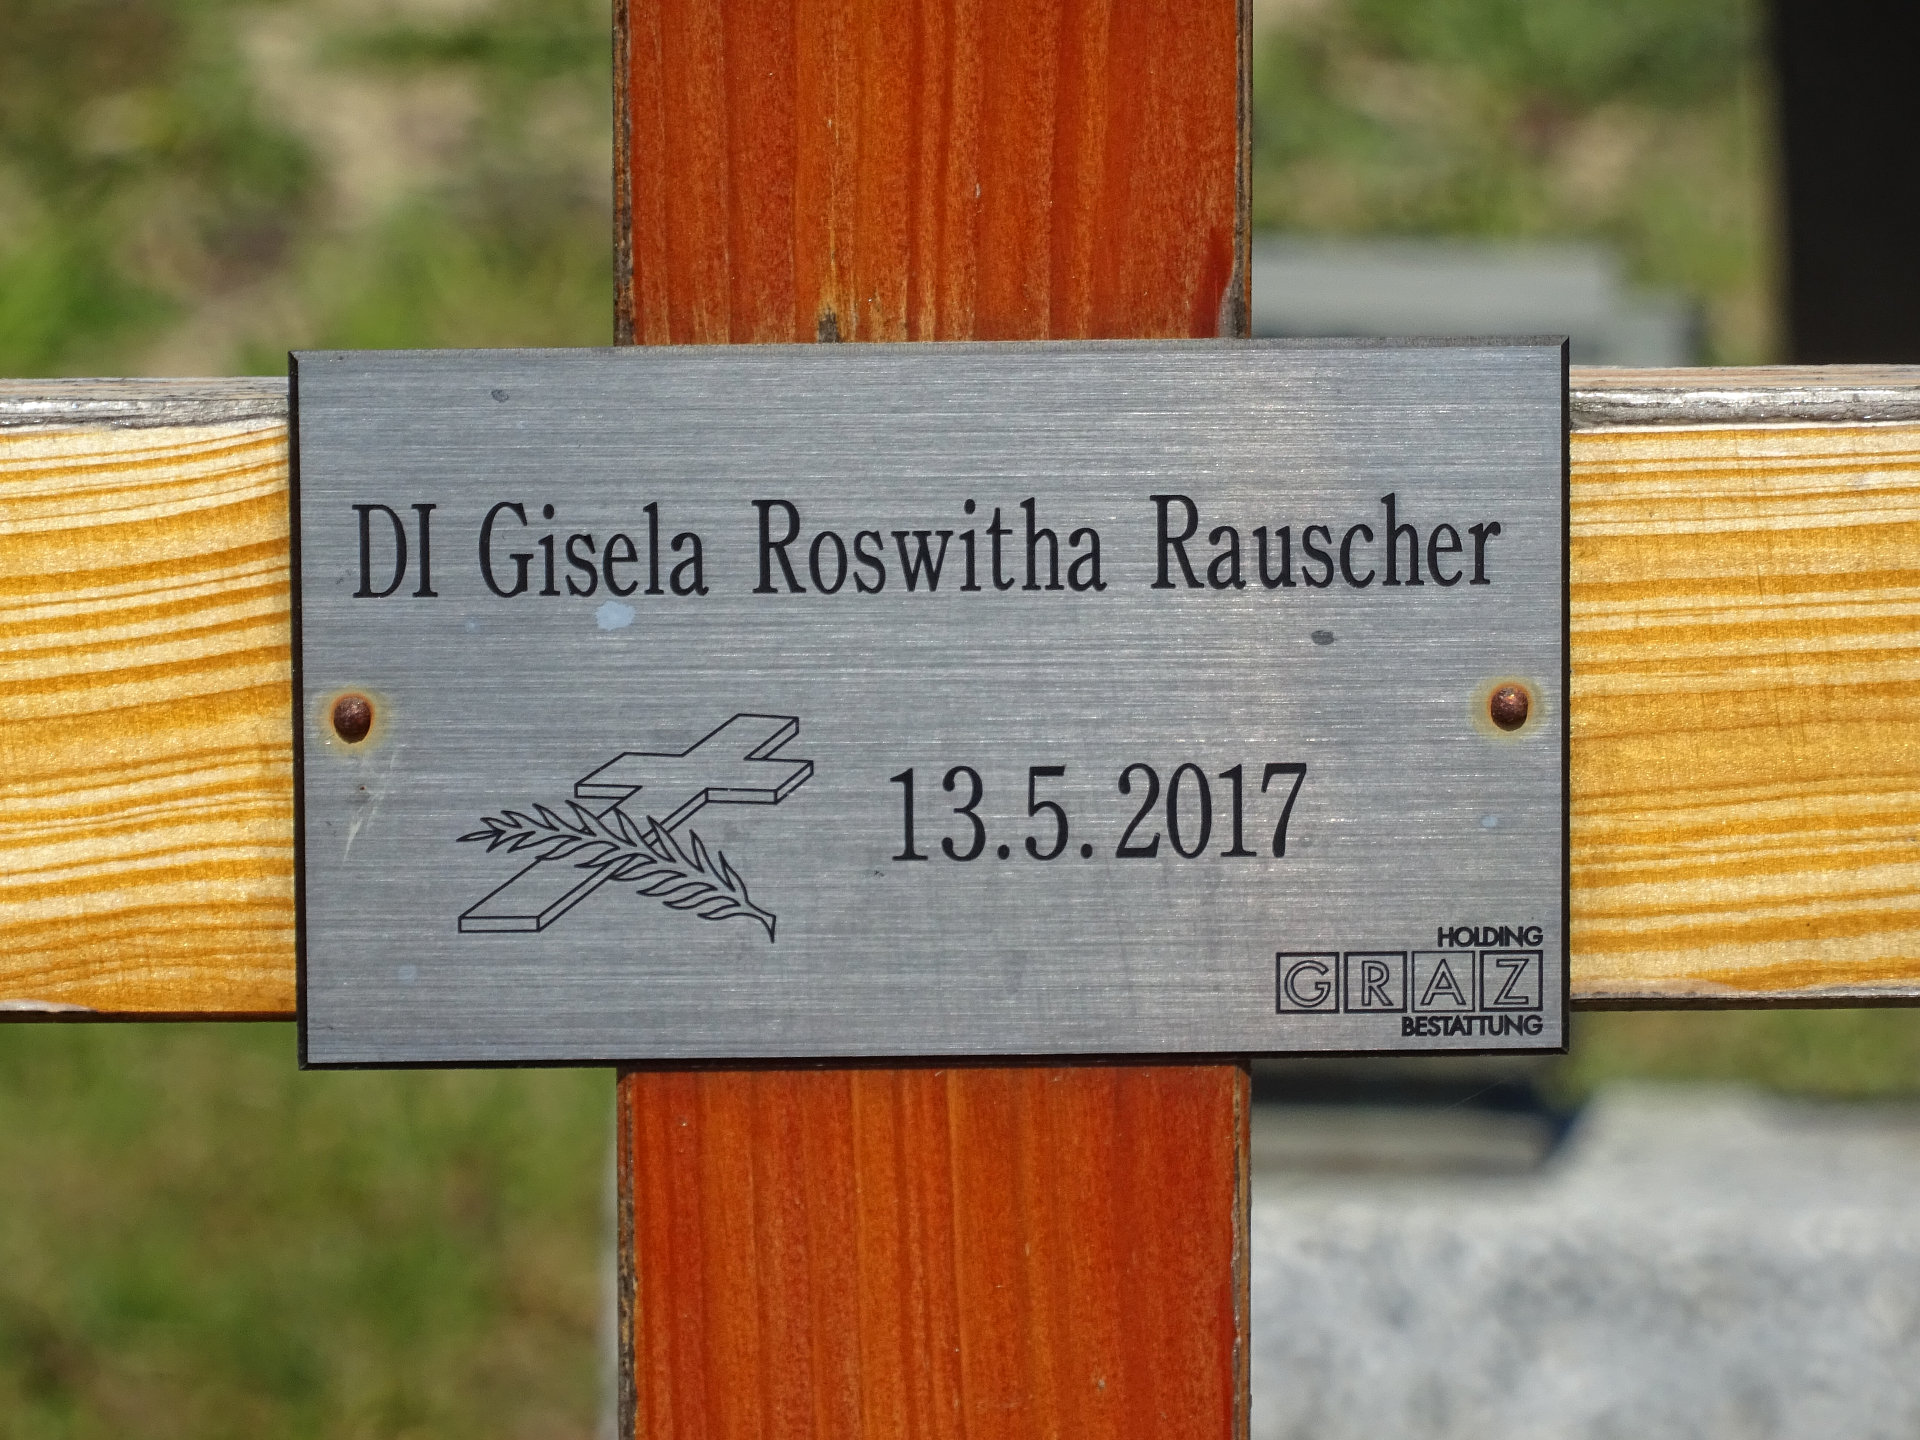 DI Gisela Roswitha Rauscher
13.5.2017
HOLDING
GRAZ
BESTATTUNG